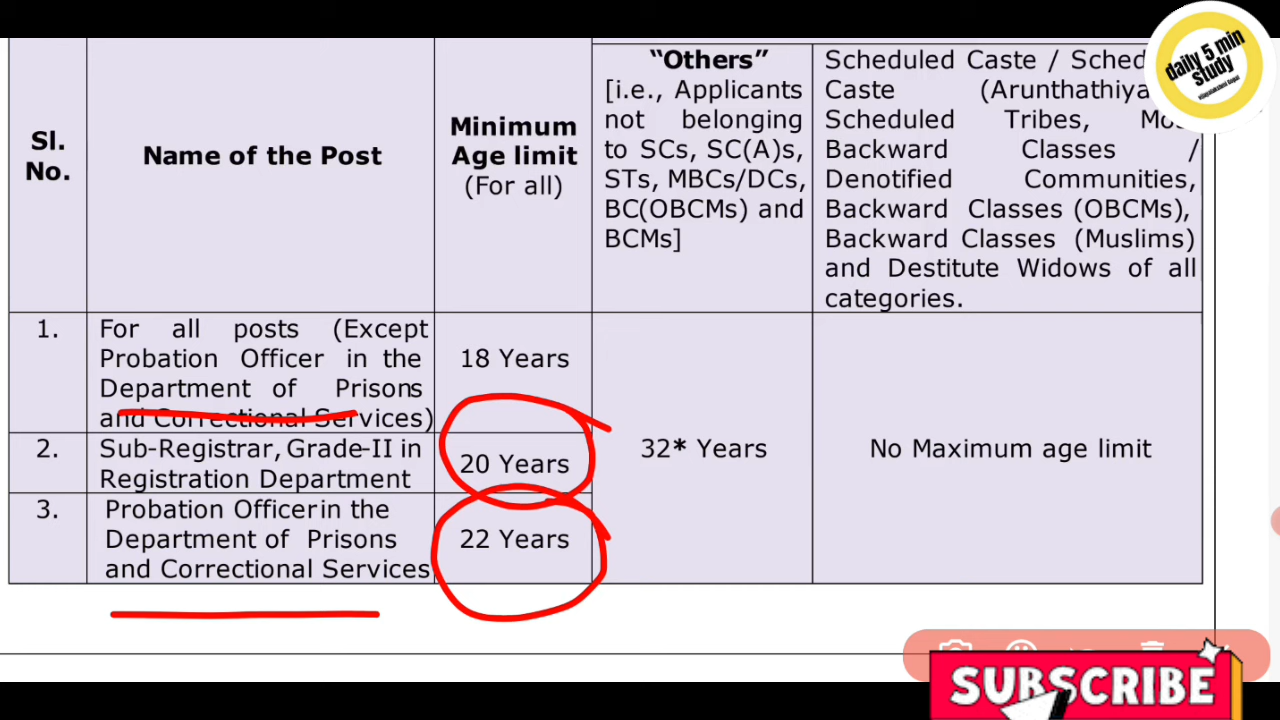 daily 5 min
Study
Sl.
No.
Name of the Post
Minimum
Age limit
(For all)
“Others”
[i.e., Applicants
not belonging
to SCs, SC(A)s,
STs, MBCs/DCs,
BC(OBCMs) and
BCMs]
Scheduled Caste /
Caste
Scheduled Tribes,
Backward Classes /
Denotified Communities,
Backward Classes (OBCMs),
Backward Classes (Muslims)
and Destitute Widows of all
categories.
1.
For all posts (Except
Probation Officer in the
Department of Prisons
and Correctional Services)
18 Years
2.
Sub-Registrar, Grade-II in
Registration Department
20 Years
3.
Probation Officer in the
Department of Prisons
and Correctional Services
22 Years
32* Years
No Maximum age limit
SUBSCRIBE